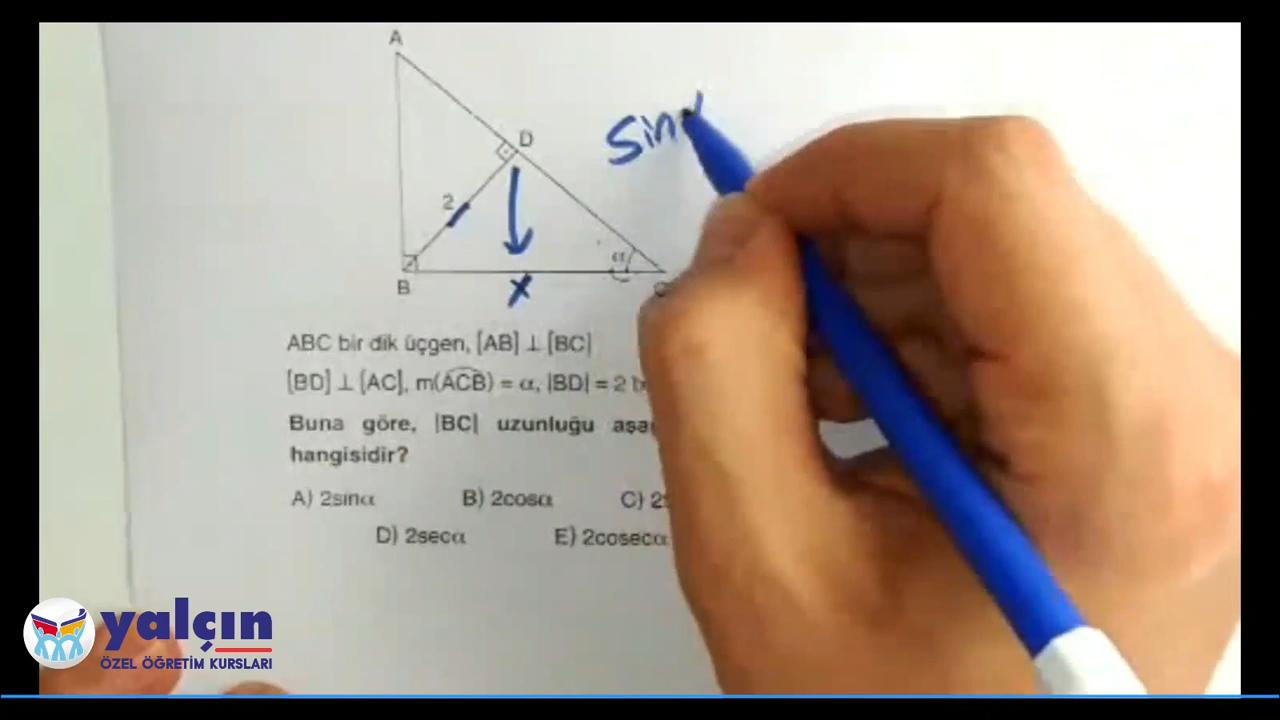 A
sinα
D
2
α
B
x
ABC bir dik üçgen, [AB] ⊥ [BC]
[BD] ⊥ [AC], m(ACB) = α, |BD| = 2
Buna göre, |BC| uzunluğu
hangisidir?
A) 2sinα B) 2cosα C)
D) 2secα E) 2cosecα
yalçın
ÖZEL ÖĞRETİM KURSLARI